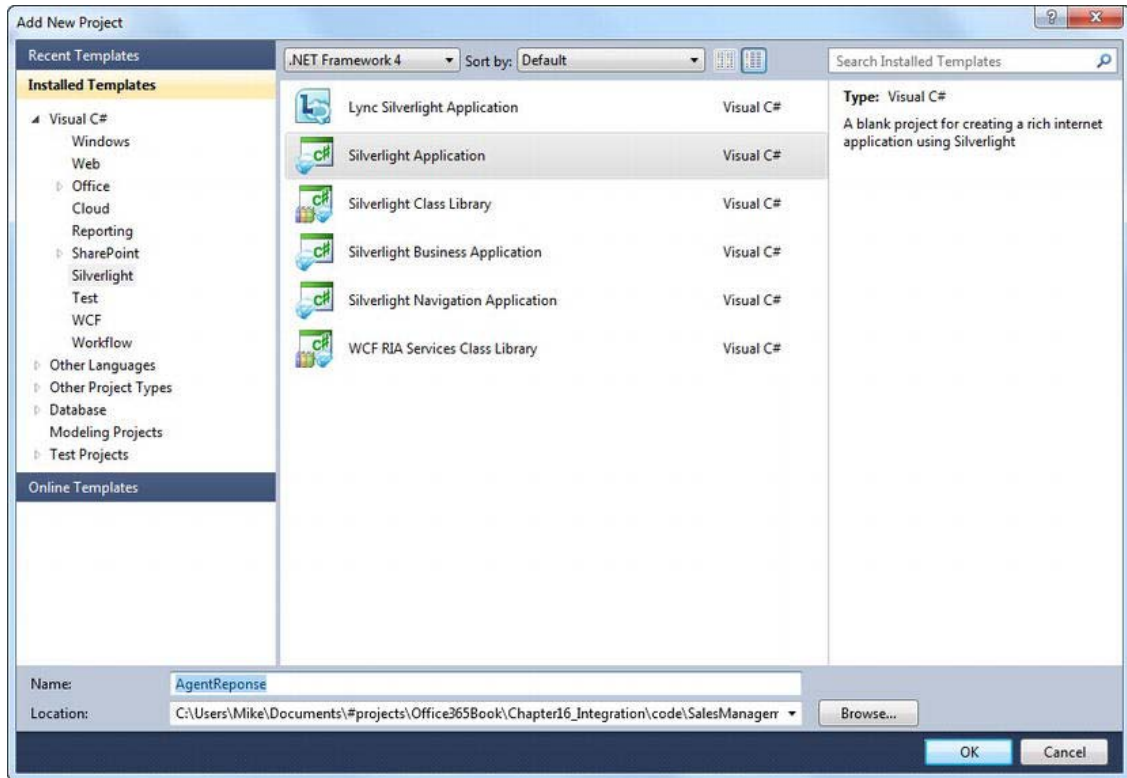 Add New Project
Recent Templates
Installed Templates
Visual C#
Windows
Web
Office
Cloud
Reporting
SharePoint
Silverlight
Test
WCF
Workflow
Other Languages
Other Project Types
Database
Modeling Projects
Test Projects
Online Templates
.NET Framework 4 Sort by: Default
Lync Silverlight Application Visual C#
Silverlight Application Visual C#
Silverlight Class Library Visual C#
Silverlight Business Application Visual C#
Silverlight Navigation Application Visual C#
WCF RIA Services Class Library Visual C#
Search Installed Templates
Type: Visual C#
A blank project for creating a rich internet
application using Silverlight
Name: AgentReponse
Location: C:\Users\Mike\Documents\#projects\Office365Book\Chapter16_Integration\code\SalesManagem Browse...
OK Cancel